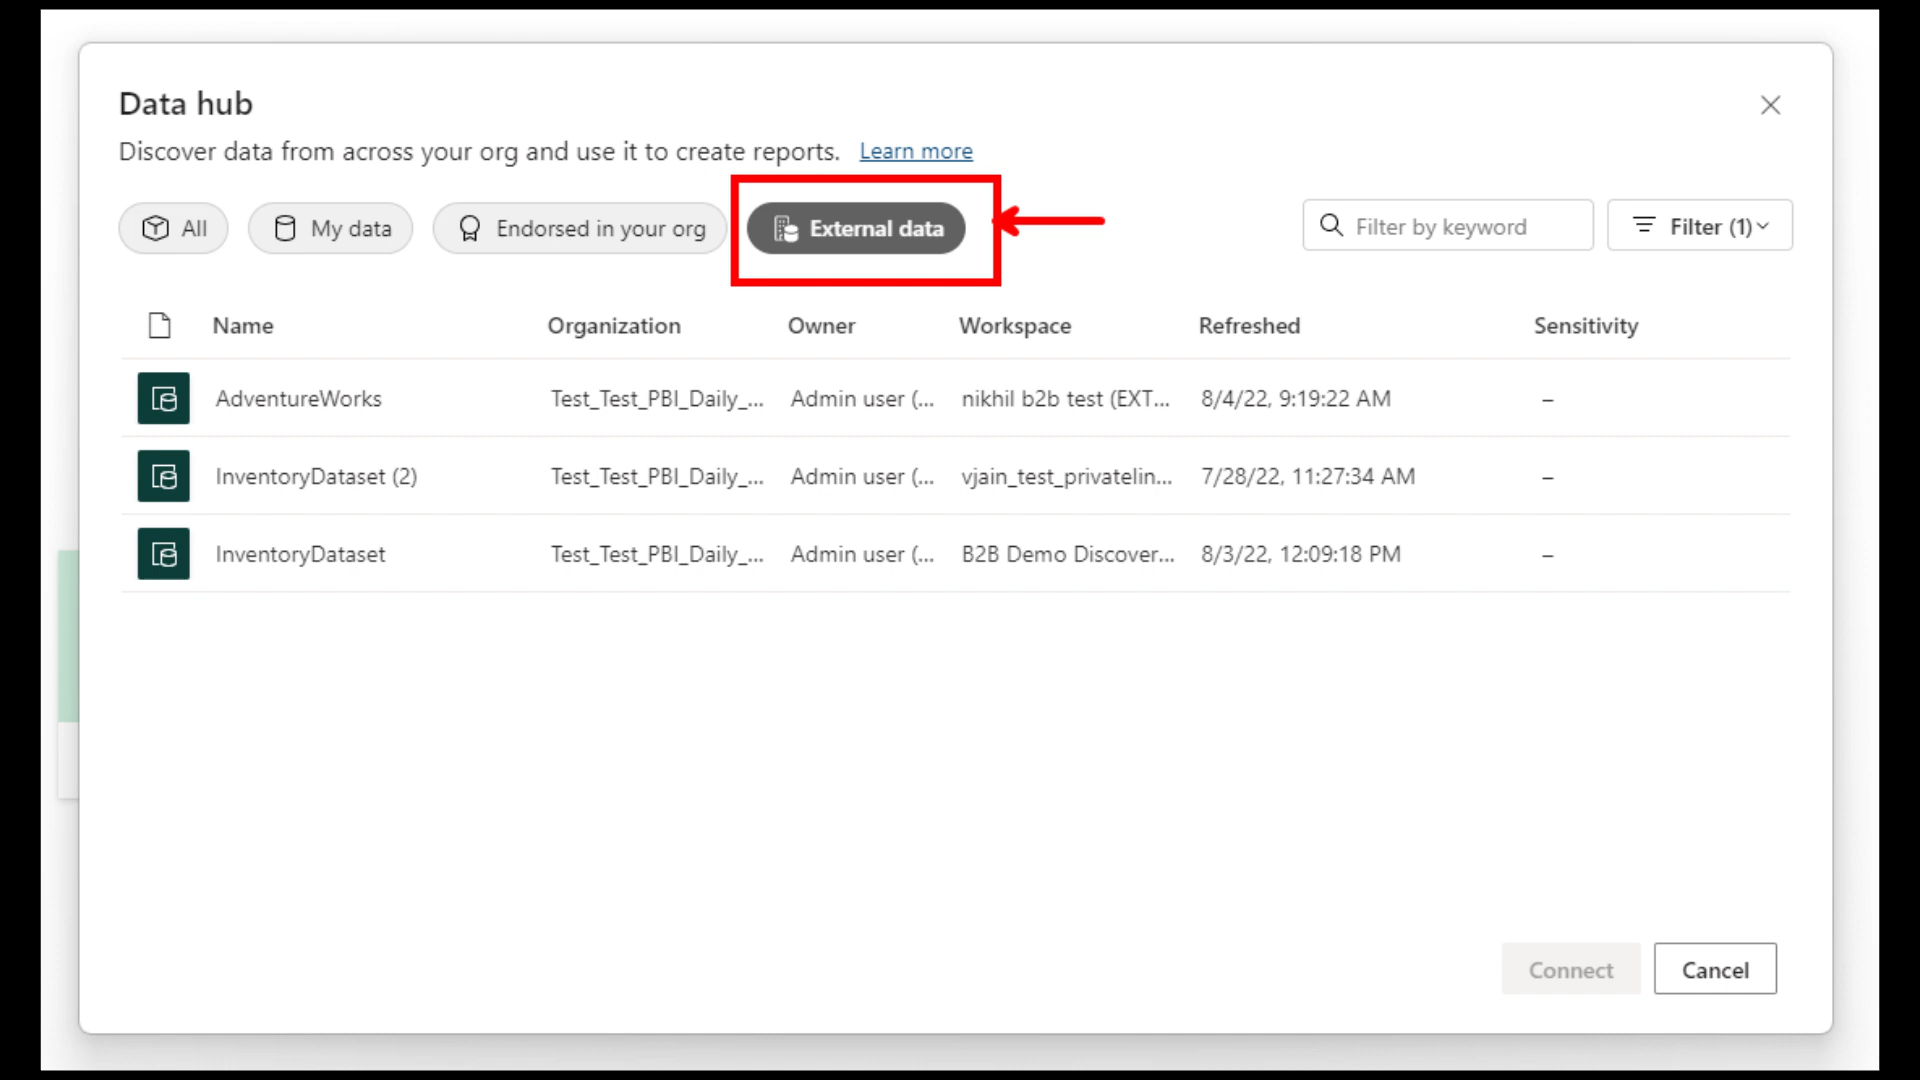 Data hub
Discover data from across your org and use it to create reports. Learn more
All My data Endorsed in your org External data Filter by keyword Filter (1)
Name Organization Owner Workspace Refreshed Sensitivity
AdventureWorks Test_Test_PBI_Daily_... Admin user (... nikhil b2b test (EXT... 8/4/22, 9:19:22 AM –
InventoryDataset (2) Test_Test_PBI_Daily_... Admin user (... vjain_test_privatelin... 7/28/22, 11:27:34 AM –
InventoryDataset Test_Test_PBI_Daily_... Admin user (... B2B Demo Discover... 8/3/22, 12:09:18 PM –
Connect Cancel